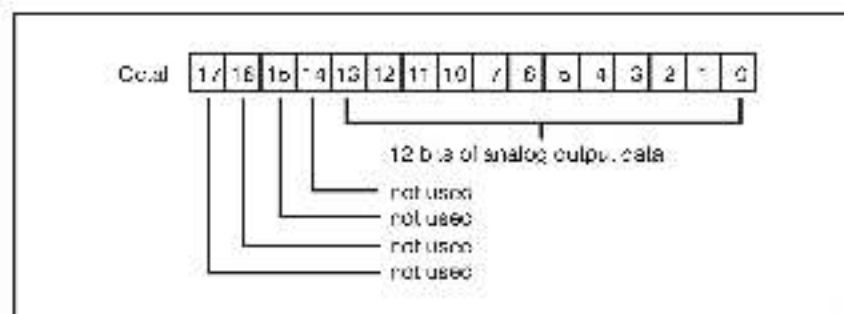 Octal 17 16 15 14 13 12 11 10 7 6 5 4 3 2 1 0
12 bits of analog output data
not used
not used
not used
not used